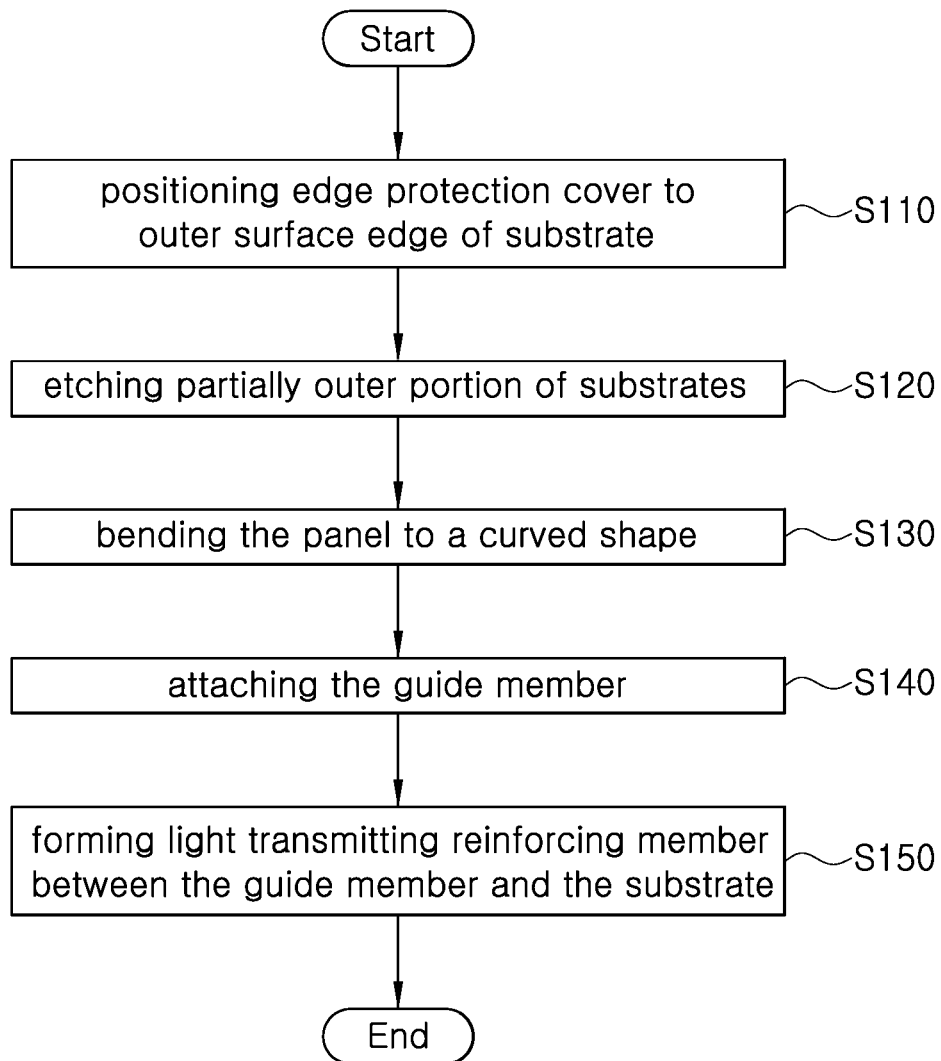 Start
positioning edge protection cover to
outer surface edge of substrate
S110
etching partially outer portion of substrates
S120
bending the panel to a curved shape
S130
attaching the guide member
S140
forming light transmitting reinforcing member
between the guide member and the substrate
S150
End